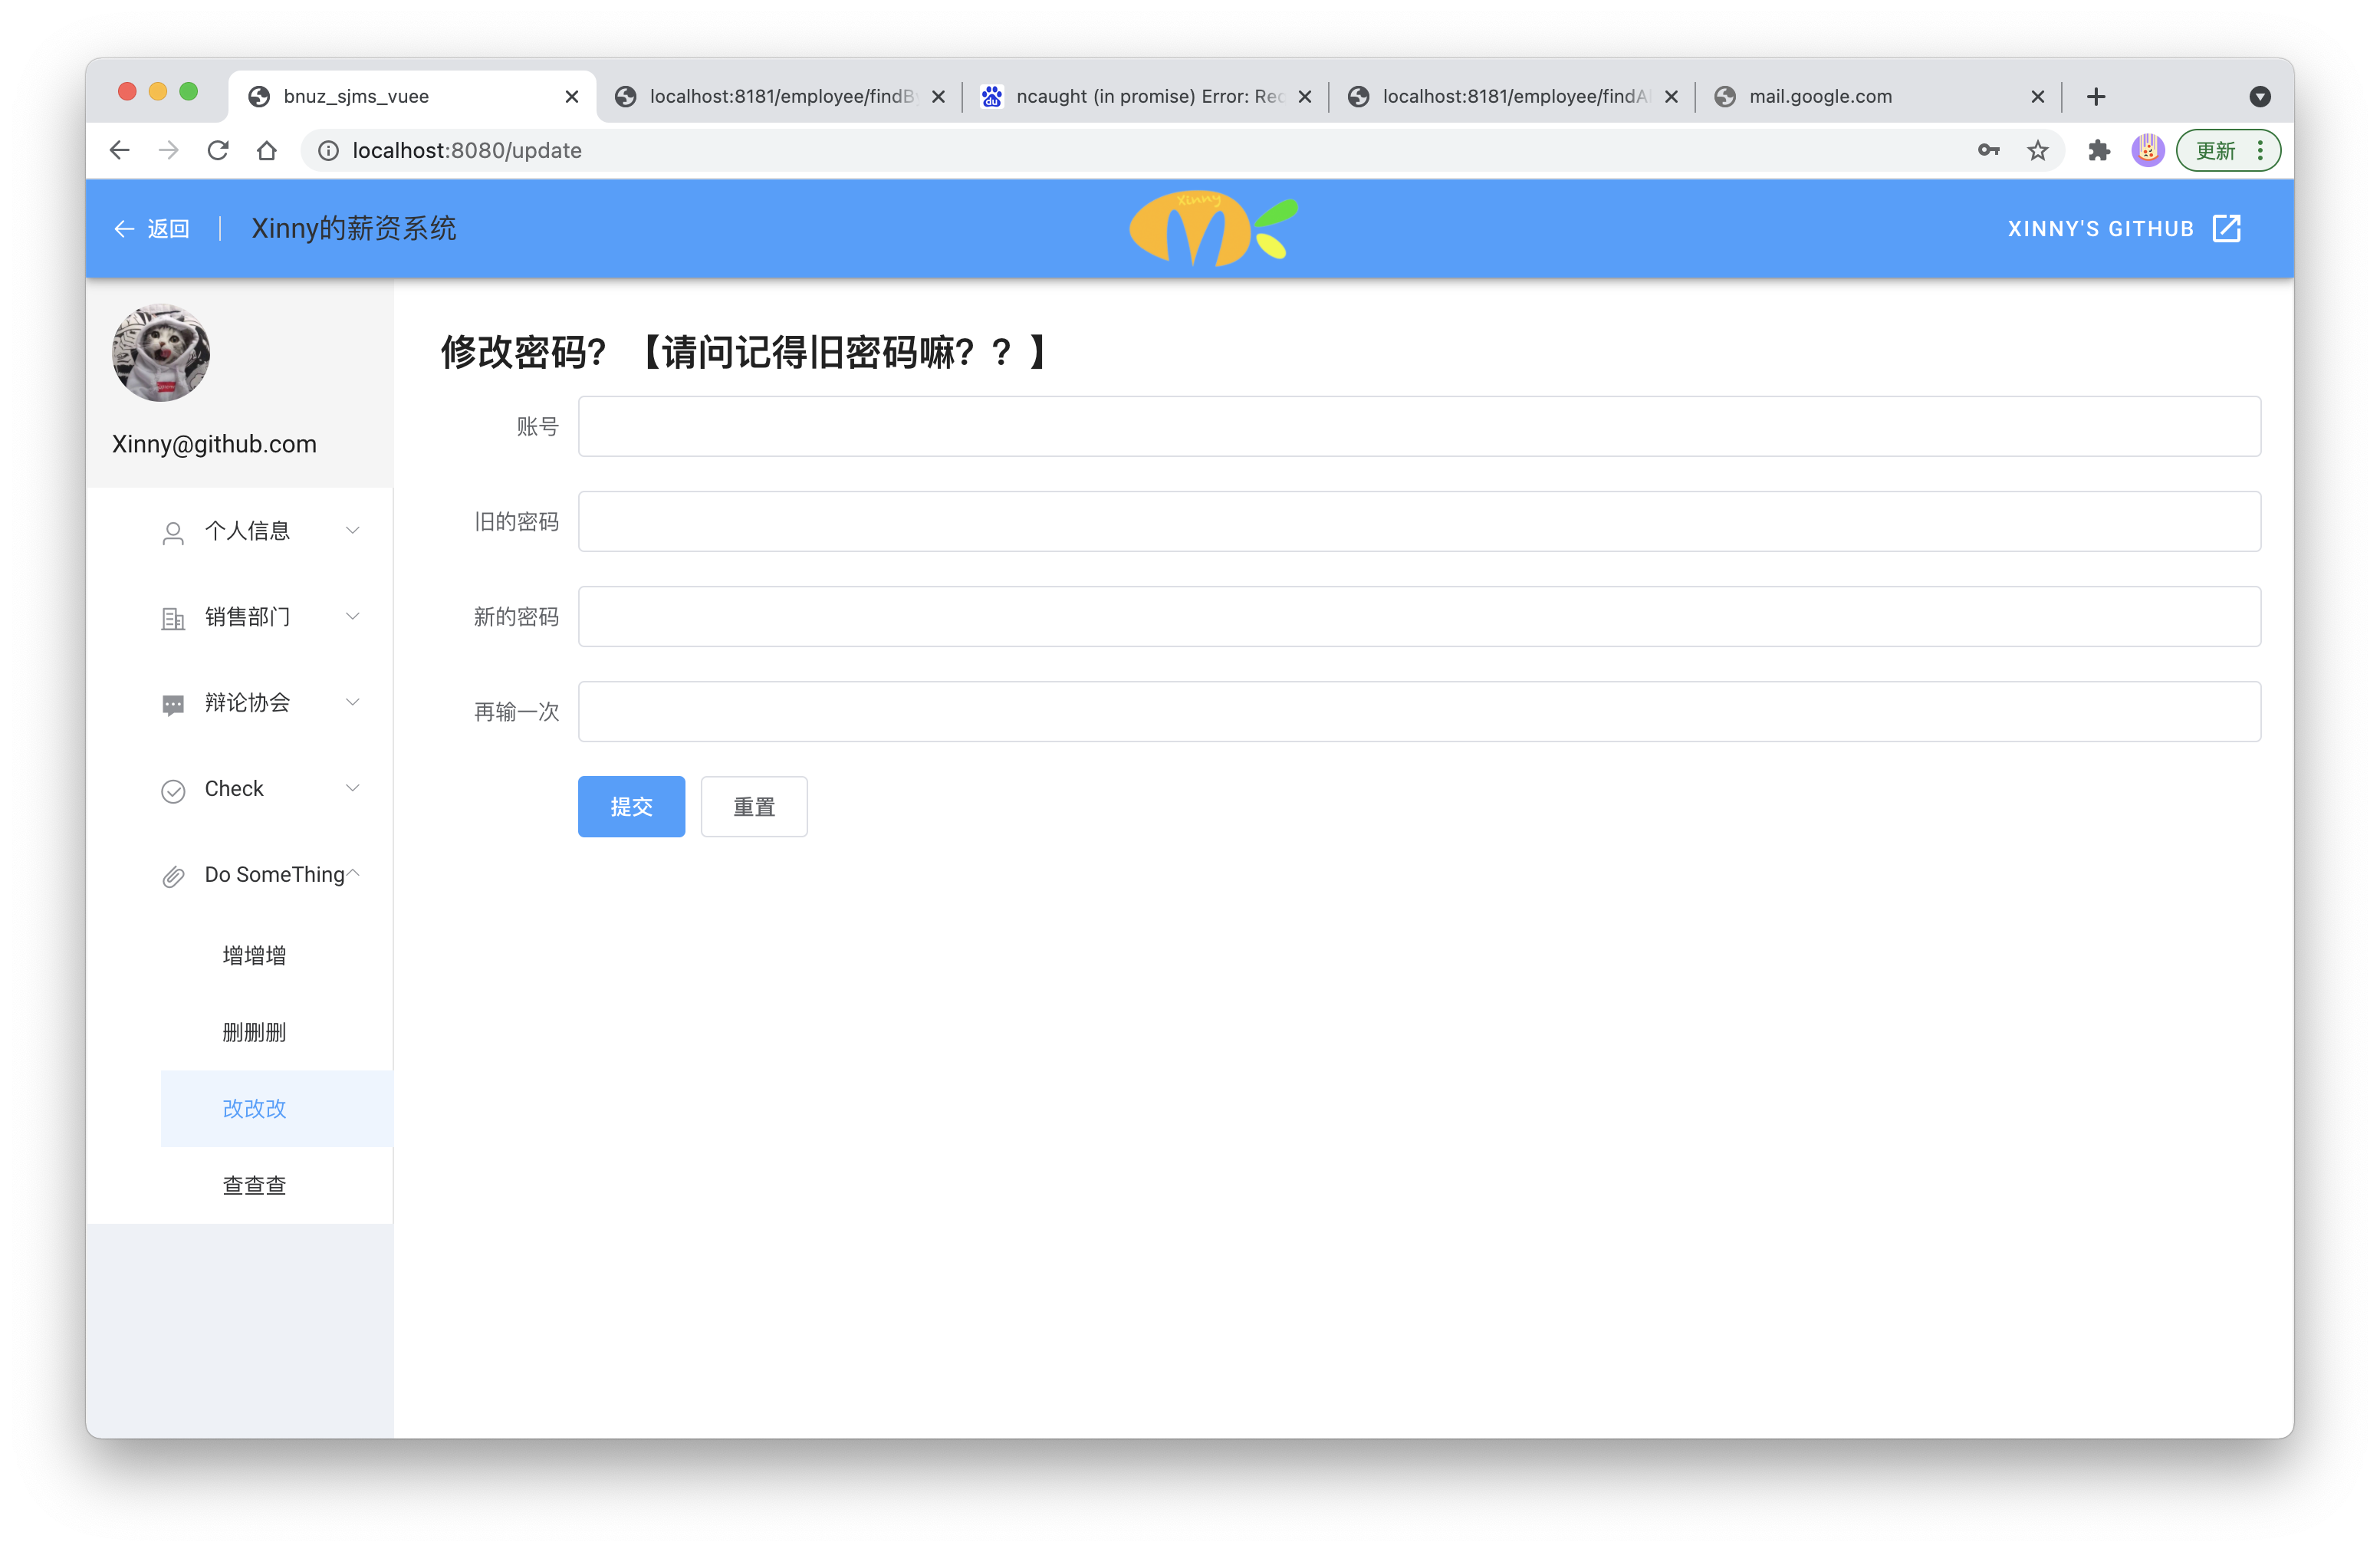 bnuz_sjms_vuee
localhost:8181/employee/findBy
ncaught (in promise) Error: Red
localhost:8181/employee/findAl
mail.google.com
localhost:8080/update
更新
返回
Xinny的薪资系统
xinny
XINNY'S GITHUB
Xinny@github.com
个人信息
销售部门
辩论协会
Check
Do SomeThing
增增增
删删删
改改改
查查查
修改密码？【请问记得旧密码嘛？？】
账号
旧的密码
新的密码
再输一次
提交
重置